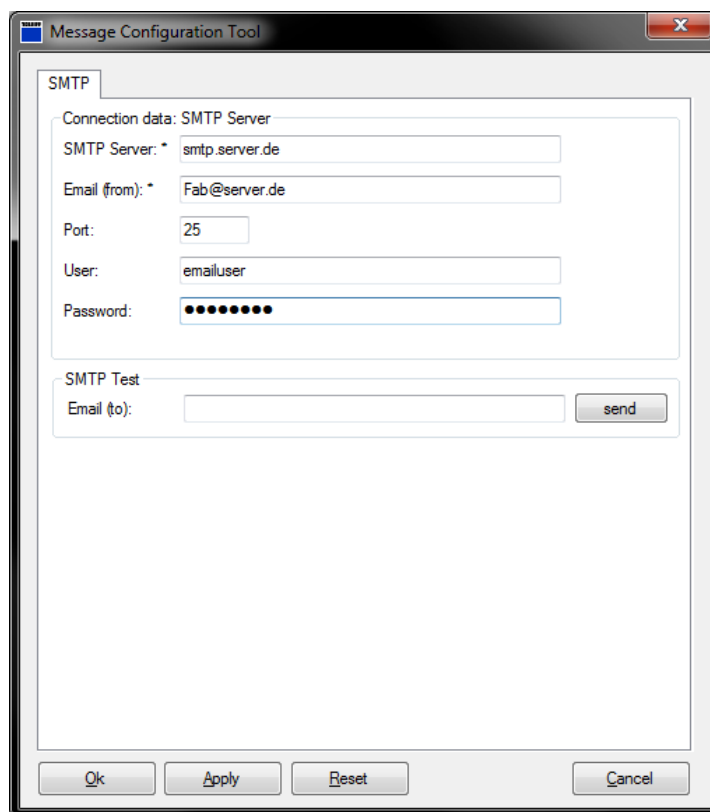 Message Configuration Tool
SMTP
Connection data: SMTP Server
SMTP Server: * smtp.server.de
Email (from): * Fab@server.de
Port: 25
User: emailuser
Password: ●●●●●●●●
SMTP Test
Email (to): send
Ok Apply Reset Cancel